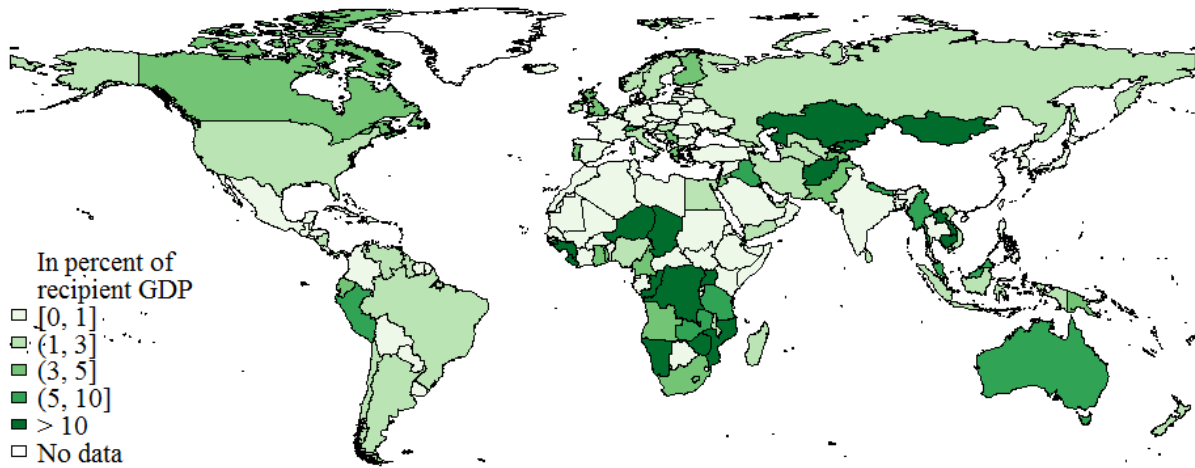 In percent of
recipient GDP
[0, 1]
(1, 3]
(3, 5]
(5, 10]
> 10
No data